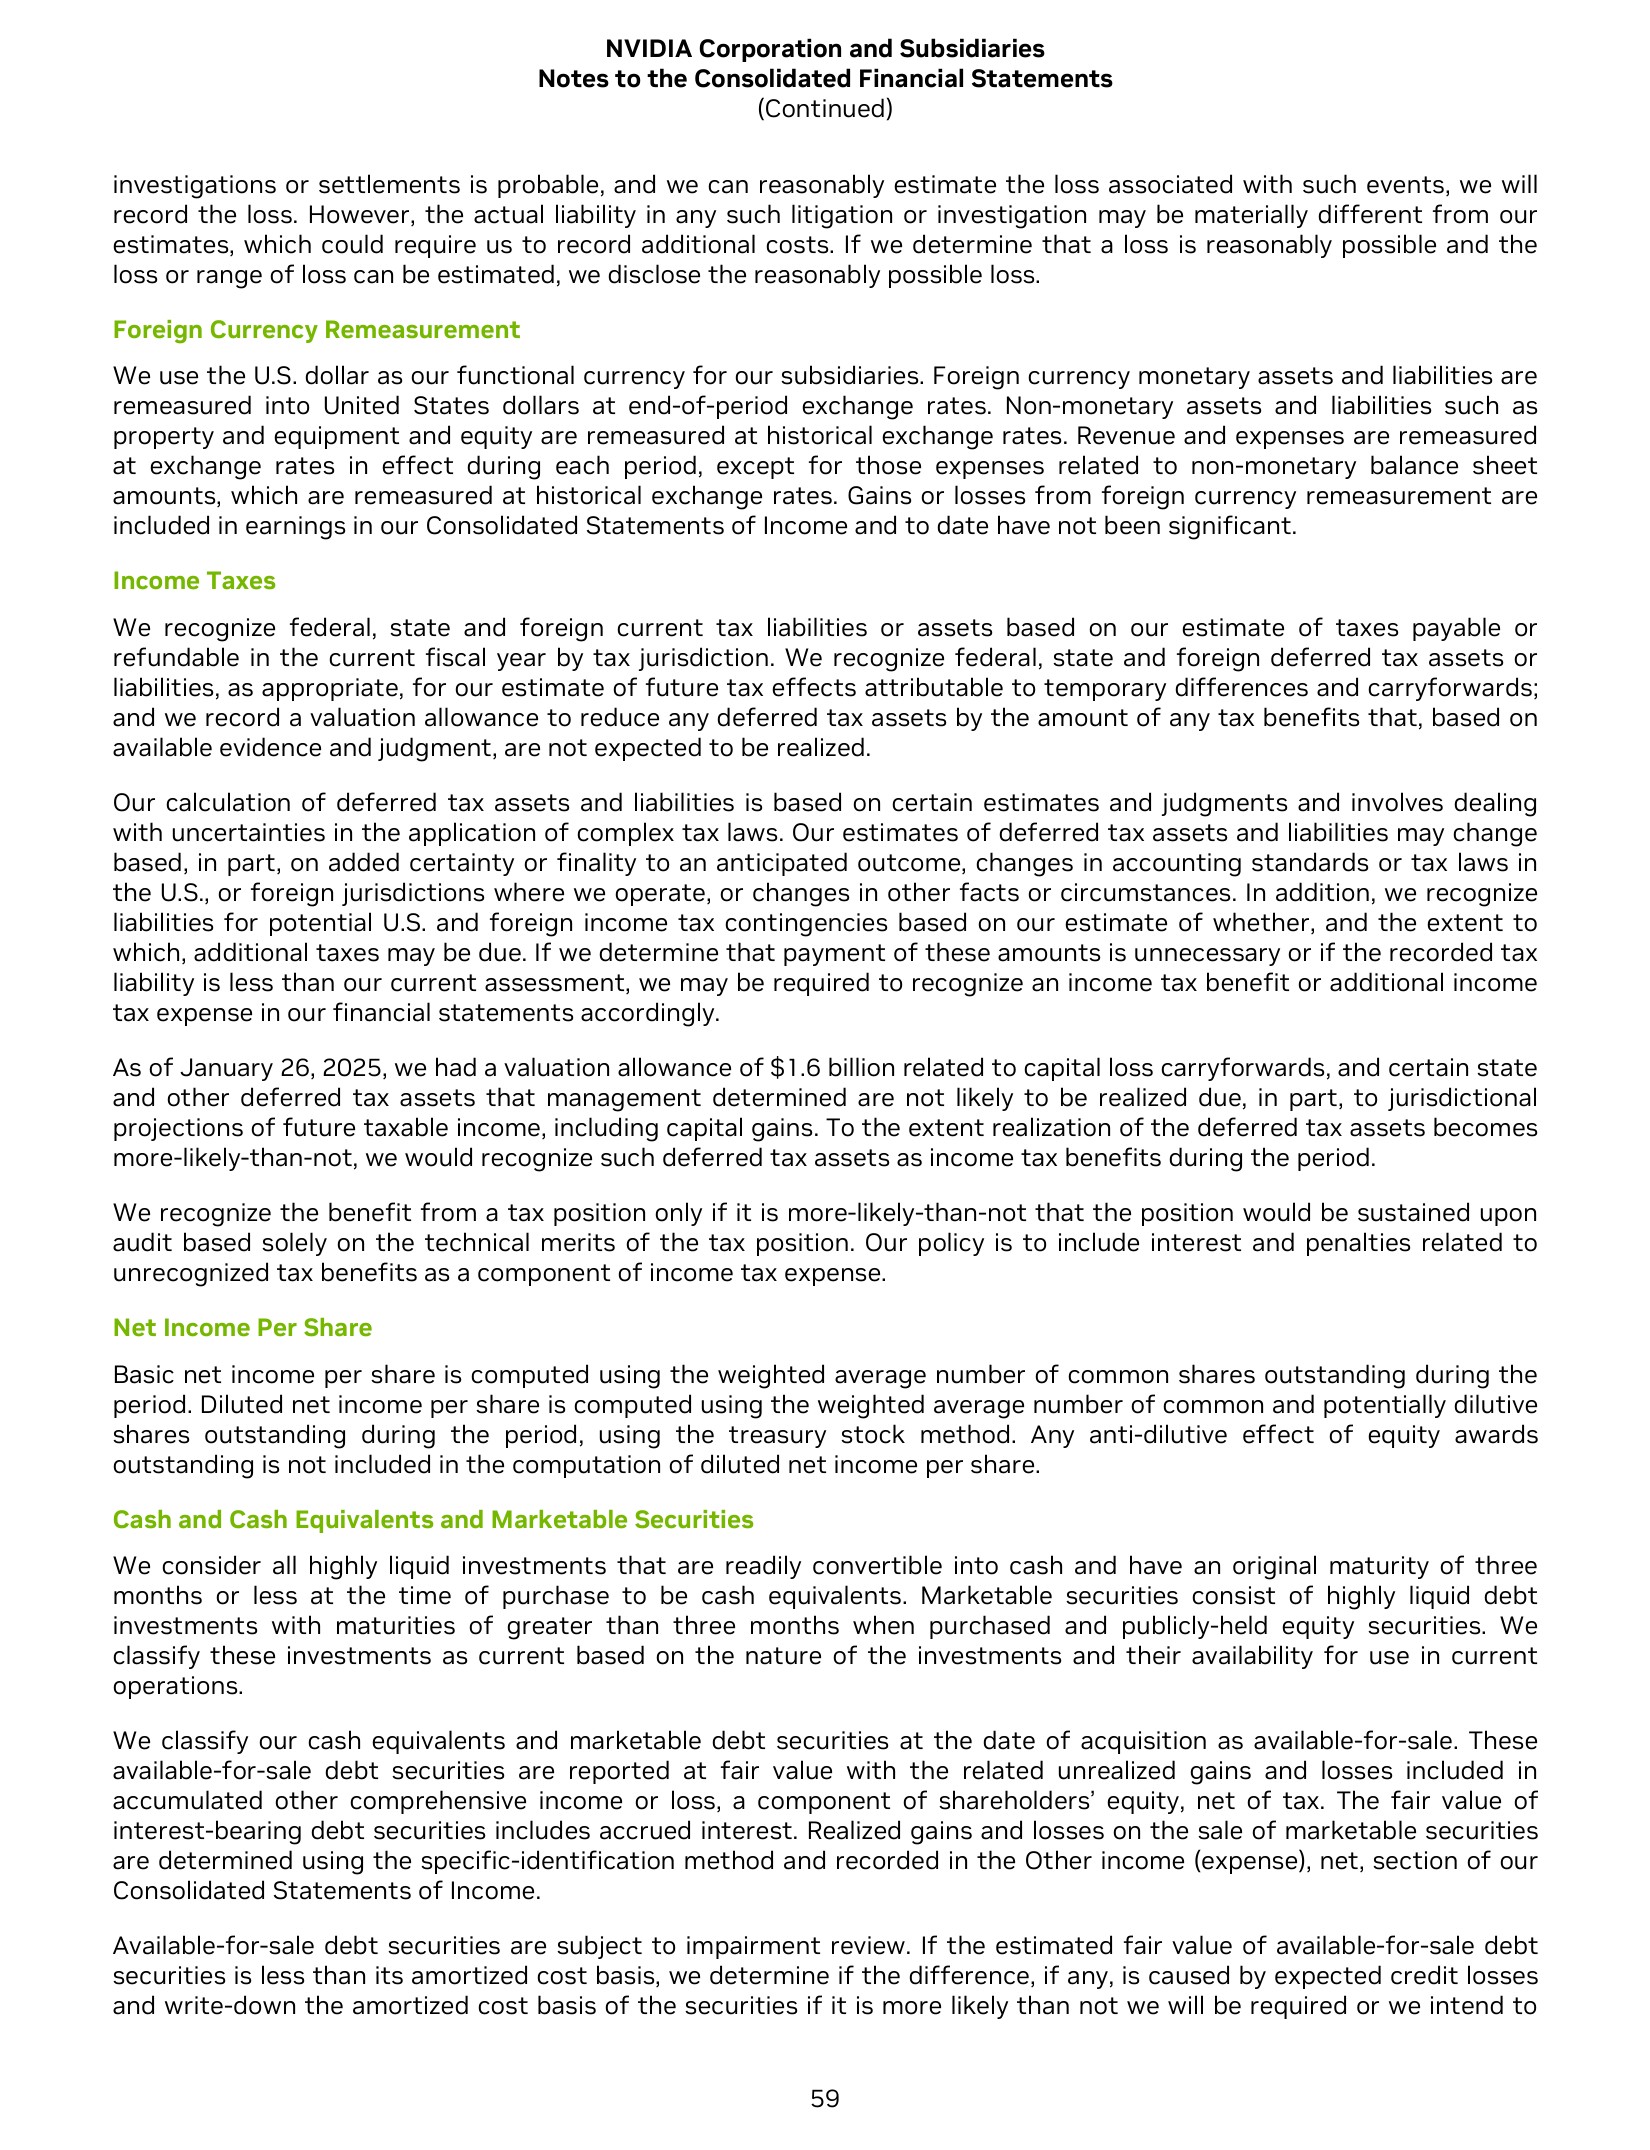 NVIDIA Corporation and Subsidiaries
Notes to the Consolidated Financial Statements
(Continued)
investigations or settlements is probable, and we can reasonably estimate the loss associated with such events, we will
record the loss. However, the actual liability in any such litigation or investigation may be materially different from our
estimates, which could require us to record additional costs. If we determine that a loss is reasonably possible and the
loss or range of loss can be estimated, we disclose the reasonably possible loss.
Foreign Currency Remeasurement
We use the U.S. dollar as our functional currency for our subsidiaries. Foreign currency monetary assets and liabilities are
remeasured into United States dollars at end-of-period exchange rates. Non-monetary assets and liabilities such as
property and equipment and equity are remeasured at historical exchange rates. Revenue and expenses are remeasured
at exchange rates in effect during each period, except for those expenses related to non-monetary balance sheet
amounts, which are remeasured at historical exchange rates. Gains or losses from foreign currency remeasurement are
included in earnings in our Consolidated Statements of Income and to date have not been significant.
Income Taxes
We recognize federal, state and foreign current tax liabilities or assets based on our estimate of taxes payable or
refundable in the current fiscal year by tax jurisdiction. We recognize federal, state and foreign deferred tax assets or
liabilities, as appropriate, for our estimate of future tax effects attributable to temporary differences and carryforwards;
and we record a valuation allowance to reduce any deferred tax assets by the amount of any tax benefits that, based on
available evidence and judgment, are not expected to be realized.
Our calculation of deferred tax assets and liabilities is based on certain estimates and judgments and involves dealing
with uncertainties in the application of complex tax laws. Our estimates of deferred tax assets and liabilities may change
based, in part, on added certainty or finality to an anticipated outcome, changes in accounting standards or tax laws in
the U.S., or foreign jurisdictions where we operate, or changes in other facts or circumstances. In addition, we recognize
liabilities for potential U.S. and foreign income tax contingencies based on our estimate of whether, and the extent to
which, additional taxes may be due. If we determine that payment of these amounts is unnecessary or if the recorded tax
liability is less than our current assessment, we may be required to recognize an income tax benefit or additional income
tax expense in our financial statements accordingly.
As of January 26, 2025, we had a valuation allowance of $1.6 billion related to capital loss carryforwards, and certain state
and other deferred tax assets that management determined are not likely to be realized due, in part, to jurisdictional
projections of future taxable income, including capital gains. To the extent realization of the deferred tax assets becomes
more-likely-than-not, we would recognize such deferred tax assets as income tax benefits during the period.
We recognize the benefit from a tax position only if it is more-likely-than-not that the position would be sustained upon
audit based solely on the technical merits of the tax position. Our policy is to include interest and penalties related to
unrecognized tax benefits as a component of income tax expense.
Net Income Per Share
Basic net income per share is computed using the weighted average number of common shares outstanding during the
period. Diluted net income per share is computed using the weighted average number of common and potentially dilutive
shares outstanding during the period, using the treasury stock method. Any anti-dilutive effect of equity awards
outstanding is not included in the computation of diluted net income per share.
Cash and Cash Equivalents and Marketable Securities
We consider all highly liquid investments that are readily convertible into cash and have an original maturity of three
months or less at the time of purchase to be cash equivalents. Marketable securities consist of highly liquid debt
investments with maturities of greater than three months when purchased and publicly-held equity securities. We
classify these investments as current based on the nature of the investments and their availability for use in current
operations.
We classify our cash equivalents and marketable debt securities at the date of acquisition as available-for-sale. These
available-for-sale debt securities are reported at fair value with the related unrealized gains and losses included in
accumulated other comprehensive income or loss, a component of shareholders’ equity, net of tax. The fair value of
interest-bearing debt securities includes accrued interest. Realized gains and losses on the sale of marketable securities
are determined using the specific-identification method and recorded in the Other income (expense), net, section of our
Consolidated Statements of Income.
Available-for-sale debt securities are subject to impairment review. If the estimated fair value of available-for-sale debt
securities is less than its amortized cost basis, we determine if the difference, if any, is caused by expected credit losses
and write-down the amortized cost basis of the securities if it is more likely than not we will be required or we intend to
59